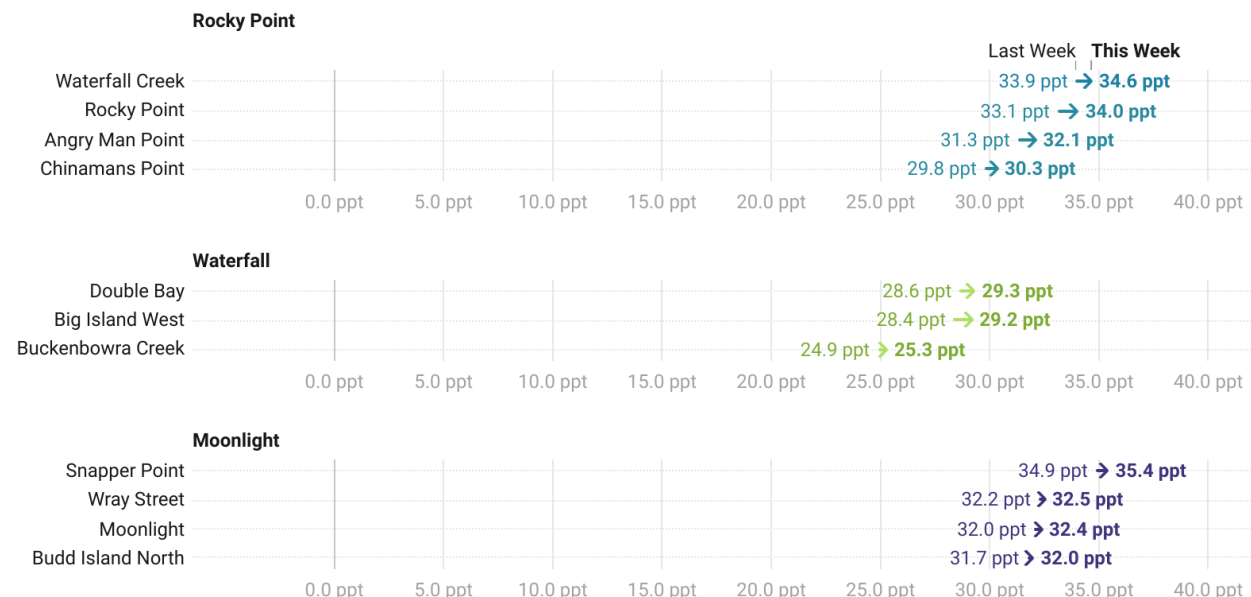 Rocky Point
Last Week This Week
Waterfall Creek 33.9 ppt → 34.6 ppt
Rocky Point 33.1 ppt → 34.0 ppt
Angry Man Point 31.3 ppt → 32.1 ppt
Chinamans Point 29.8 ppt → 30.3 ppt
0.0 ppt 5.0 ppt 10.0 ppt 15.0 ppt 20.0 ppt 25.0 ppt 30.0 ppt 35.0 ppt 40.0 ppt
Waterfall
Double Bay 28.6 ppt → 29.3 ppt
Big Island West 28.4 ppt → 29.2 ppt
Buckenbowra Creek 24.9 ppt → 25.3 ppt
0.0 ppt 5.0 ppt 10.0 ppt 15.0 ppt 20.0 ppt 25.0 ppt 30.0 ppt 35.0 ppt 40.0 ppt
Moonlight
Snapper Point 34.9 ppt → 35.4 ppt
Wray Street 32.2 ppt → 32.5 ppt
Moonlight 32.0 ppt → 32.4 ppt
Budd Island North 31.7 ppt → 32.0 ppt
0.0 ppt 5.0 ppt 10.0 ppt 15.0 ppt 20.0 ppt 25.0 ppt 30.0 ppt 35.0 ppt 40.0 ppt